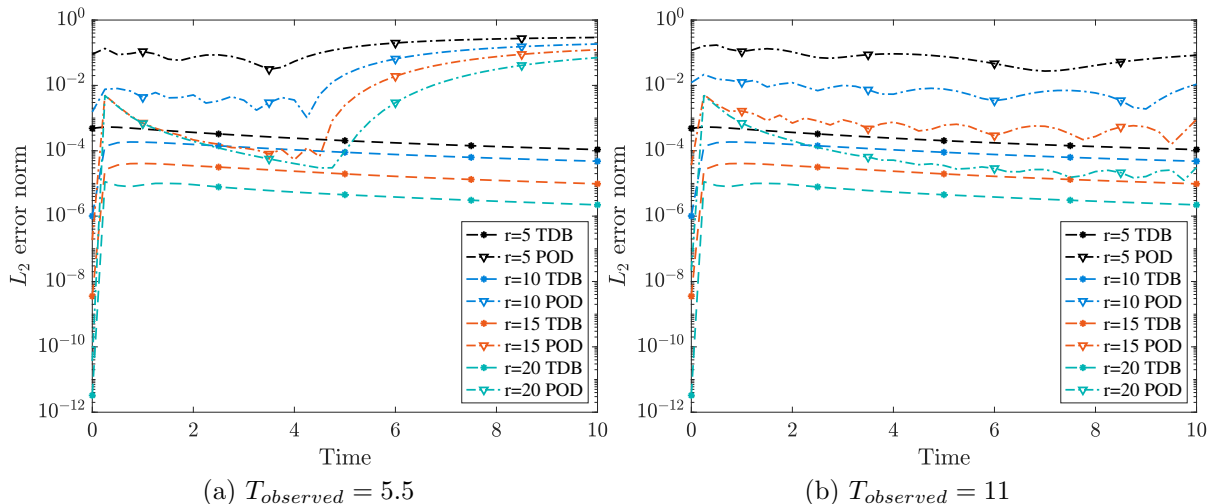 10^0
10^{-2}
10^{-4}
10^{-6}
10^{-8}
10^{-10}
10^{-12}
L_2 error norm
0 2 4 6 8 10
Time
r=5 TDB
r=5 POD
r=10 TDB
r=10 POD
r=15 TDB
r=15 POD
r=20 TDB
r=20 POD
(a) T_{observed} = 5.5
10^0
10^{-2}
10^{-4}
10^{-6}
10^{-8}
10^{-10}
10^{-12}
L_2 error norm
0 2 4 6 8 10
Time
r=5 TDB
r=5 POD
r=10 TDB
r=10 POD
r=15 TDB
r=15 POD
r=20 TDB
r=20 POD
(b) T_{observed} = 11